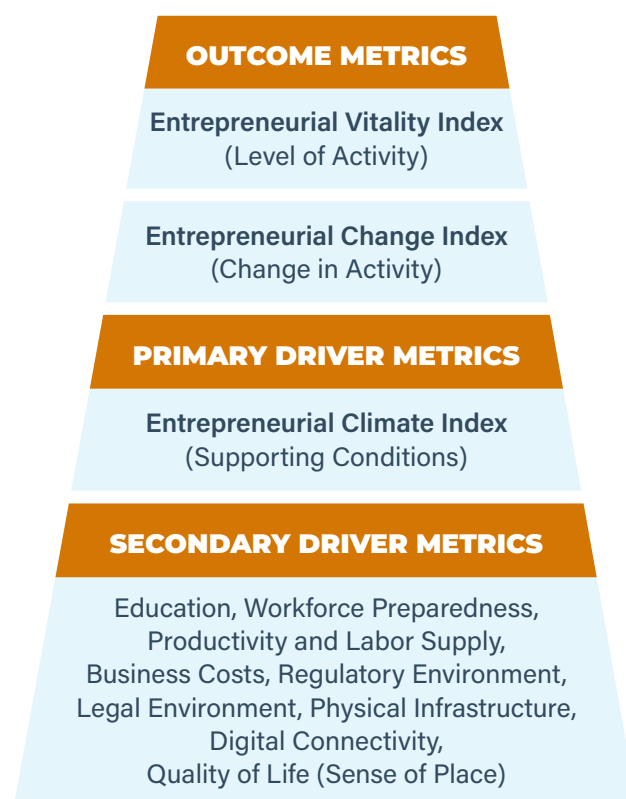 OUTCOME METRICS
Entrepreneurial Vitality Index
(Level of Activity)
Entrepreneurial Change Index
(Change in Activity)
PRIMARY DRIVER METRICS
Entrepreneurial Climate Index
(Supporting Conditions)
SECONDARY DRIVER METRICS
Education, Workforce Preparedness,
Productivity and Labor Supply,
Business Costs, Regulatory Environment,
Legal Environment, Physical Infrastructure,
Digital Connectivity,
Quality of Life (Sense of Place)